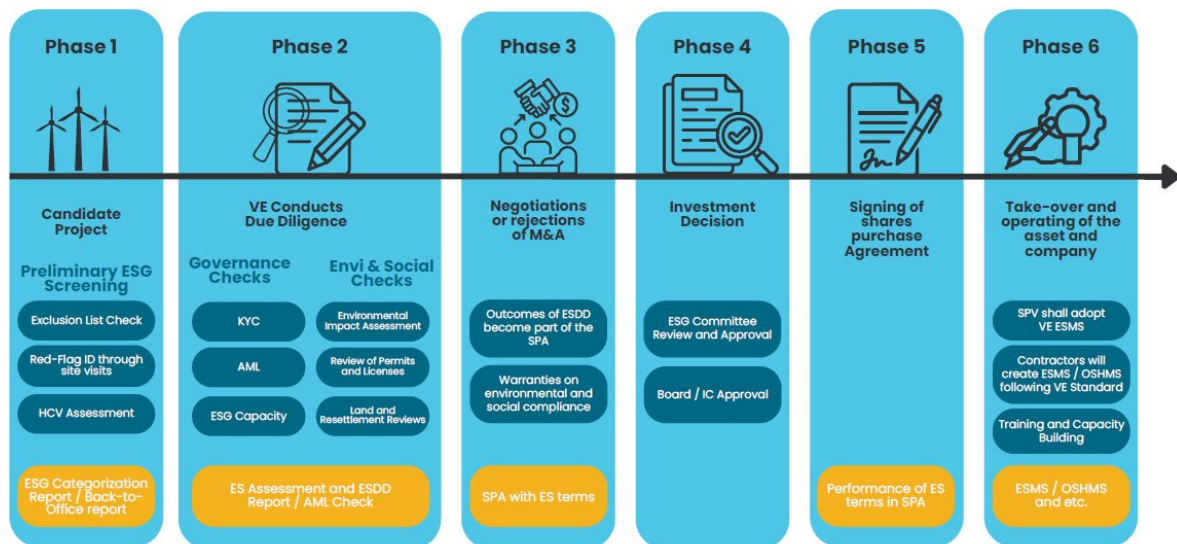 Phase 1
Candidate
Project
Preliminary ESG
Screening
Exclusion List Check
Red-Flag ID through
site visits
HCV Assessment
ESG Categorization
Report / Back-to-
Office report
Phase 2
VE Conducts
Due Diligence
Governance
Checks
KYC
AML
ESG Capacity
Envi & Social
Checks
Environmental
Impact Assessment
Review of Permits
and Licenses
Land and
Resettlement Reviews
ES Assessment and ESDD
Report / AML Check
Phase 3
Negotiations
or rejections
of M&A
Outcomes of ESDD
become part of the
SPA
Warranties on
environmental and
social compliance
SPA with ES terms
Phase 4
Investment
Decision
ESG Committee
Review and Approval
Board / IC Approval
Phase 5
Signing of
shares
purchase
Agreement
Performance of ES
terms in SPA
Phase 6
Take-over and
operating of the
asset and
company
SPV shall adopt
VE ESMS
Contractors will
create ESMS / OSHMS
following VE Standard
Training and Capacity
Building
ESMS / OSHMS
and etc.